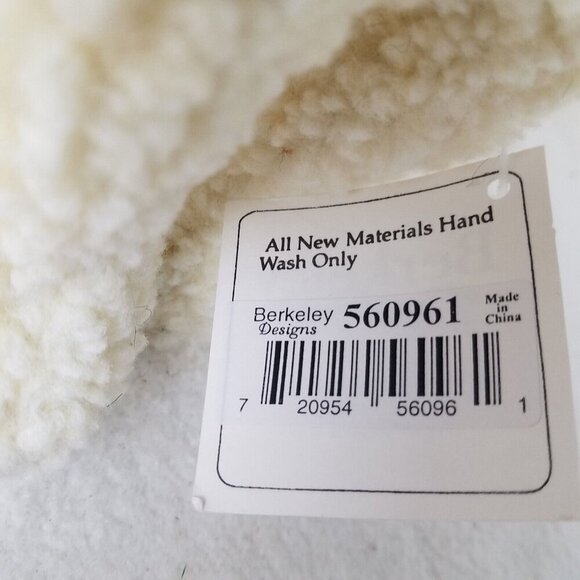 All New Materials Hand
Wash Only
Berkeley
Designs
560961
Made
in
China
7 20954 56096 1